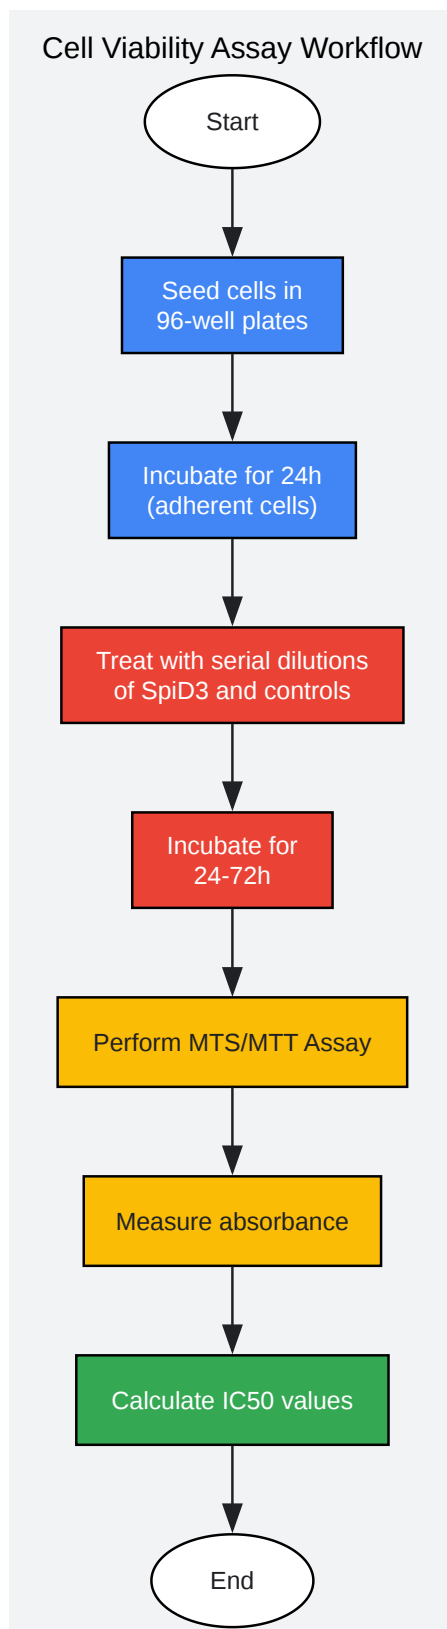 Cell Viability Assay Workflow
Start
Seed cells in
96-well plates
Incubate for 24h
(adherent cells)
Treat with serial dilutions
of SpiD3 and controls
Incubate for
24-72h
Perform MTS/MTT Assay
Measure absorbance
Calculate IC50 values
End